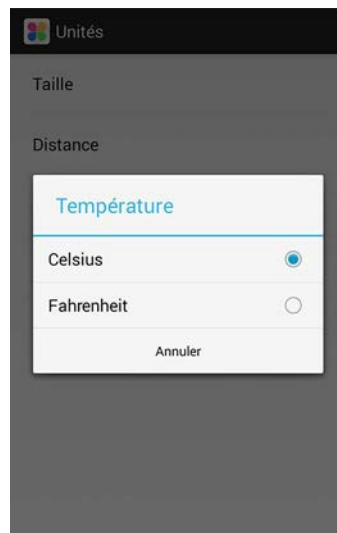 Unités
Taille
Distance
Température
Celsius
Fahrenheit
Annuler